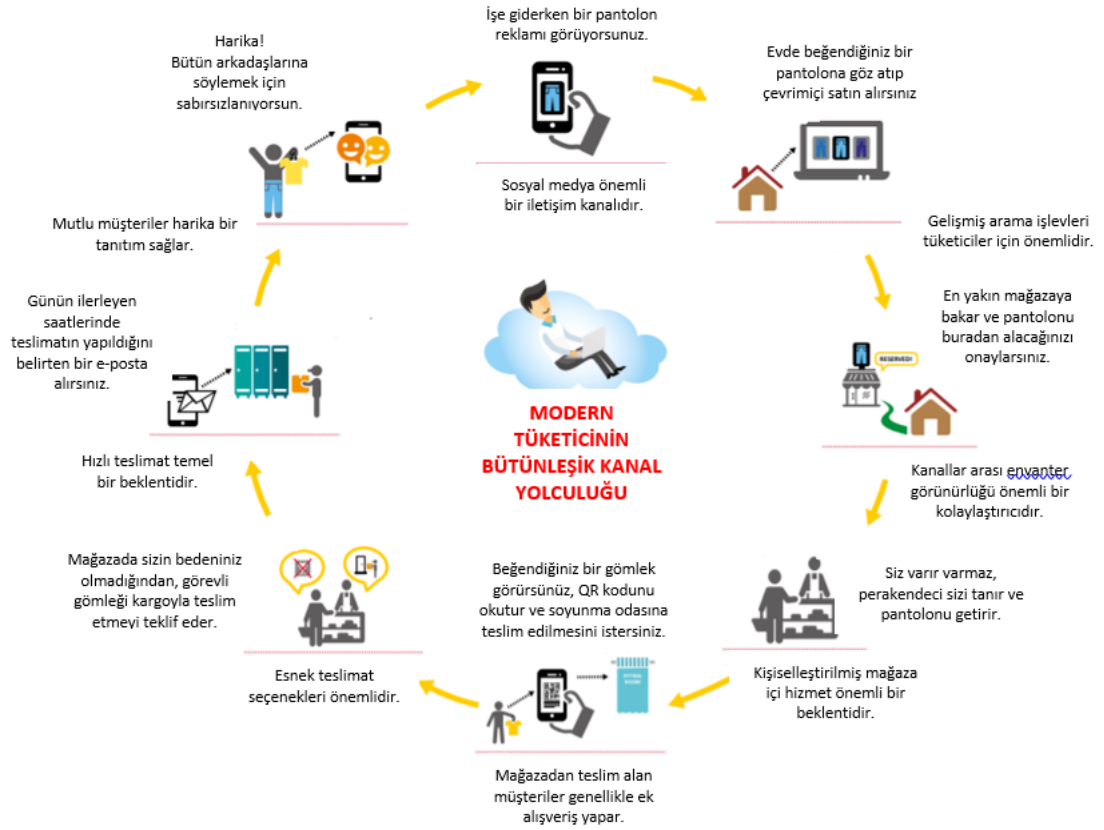 İşe giderken bir pantolon
reklamı görüyorsunuz.
Sosyal medya önemli
bir iletişim kanalıdır.
Evde beğendiğiniz bir
pantolona göz atıp
çevrimiçi satın alırsınız
Gelişmiş arama işlevleri
tüketiciler için önemlidir.
En yakın mağazaya
bakar ve pantolonu
buradan alacağınızı
onaylarsınız.
RESERVED!
Kanallar arası envanter
görünürlüğü önemli bir
kolaylaştırıcıdır.
Siz varır varmaz,
perakendeci sizi tanır ve
pantolonu getirir.
Kişiselleştirilmiş mağaza
içi hizmet önemli bir
beklentidir.
Beğendiğiniz bir gömlek
görürsünüz, QR kodunu
okutur ve soyunma odasına
teslim edilmesini istersiniz.
FITTING
ROOM
Mağazadan teslim alan
müşteriler genellikle ek
alışveriş yapar.
Mağazada sizin bedeniniz
olmadığından, görevli
gömleği kargoyla teslim
etmeyi teklif eder.
Esnek teslimat
seçenekleri önemlidir.
Günün ilerleyen
saatlerinde
teslimatın yapıldığını
belirten bir e-posta
alırsınız.
Hızlı teslimat temel
bir beklentidir.
Harika!
Bütün arkadaşlarına
söylemek için
sabırsızlanıyorsun.
Mutlu müşteriler harika bir
tanıtım sağlar.
MODERN
TÜKETİCİNİN
BÜTÜNLEŞİK KANAL
YOLCULUĞU